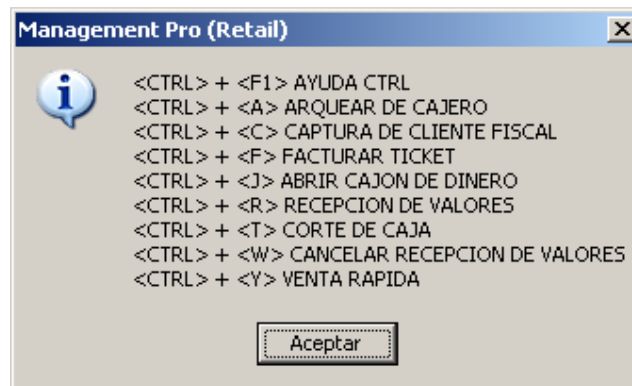 Management Pro (Retail)
<CTRL> + <F1> AYUDA CTRL
<CTRL> + <A> ARQUEAR DE CAJERO
<CTRL> + <C> CAPTURA DE CLIENTE FISCAL
<CTRL> + <F> FACTURAR TICKET
<CTRL> + <J> ABRIR CAJON DE DINERO
<CTRL> + <R> RECEPCION DE VALORES
<CTRL> + <T> CORTE DE CAJA
<CTRL> + <W> CANCELAR RECEPCION DE VALORES
<CTRL> + <Y> VENTA RAPIDA
Aceptar